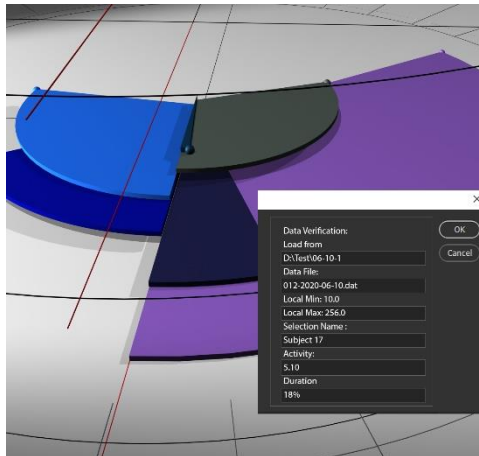 Data Verification:
OK
Load from
D:\Test\06-10-1
Cancel
Data File:
012-2020-06-10.dat
Local Min: 10.0
Local Max: 256.0
Selection Name :
Subject 17
Activity:
5.10
Duration
18%